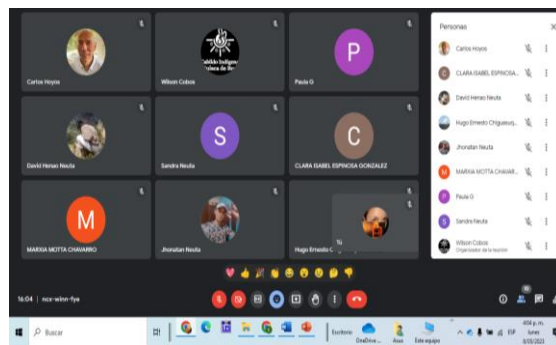 Personas
Carlos Hoyos
Wilson Cobos
Paula G
David Henao Neuta
Sandra Neuta
CLARA ISABEL ESPINOSA GONZALEZ
MARXIA MOTTA CHAVARRO
Jhonatan Neuta
Hugo Ernesto
Tú
P
S
C
M
Carlos Hoyos
CLARA ISABEL ESPINOSA...
David Henao Neuta
Hugo Ernesto Chiguasuq...
Jhonatan Neuta
MARXIA MOTTA CHAVAR...
Paula G
Sandra Neuta
Wilson Cobos
Organizador de la reunión
16:04 | ncx-winn-fye
Buscar
Escritorio
OneDrive
Asus
Este equipo
ESP
4:04 p. m.
lunes